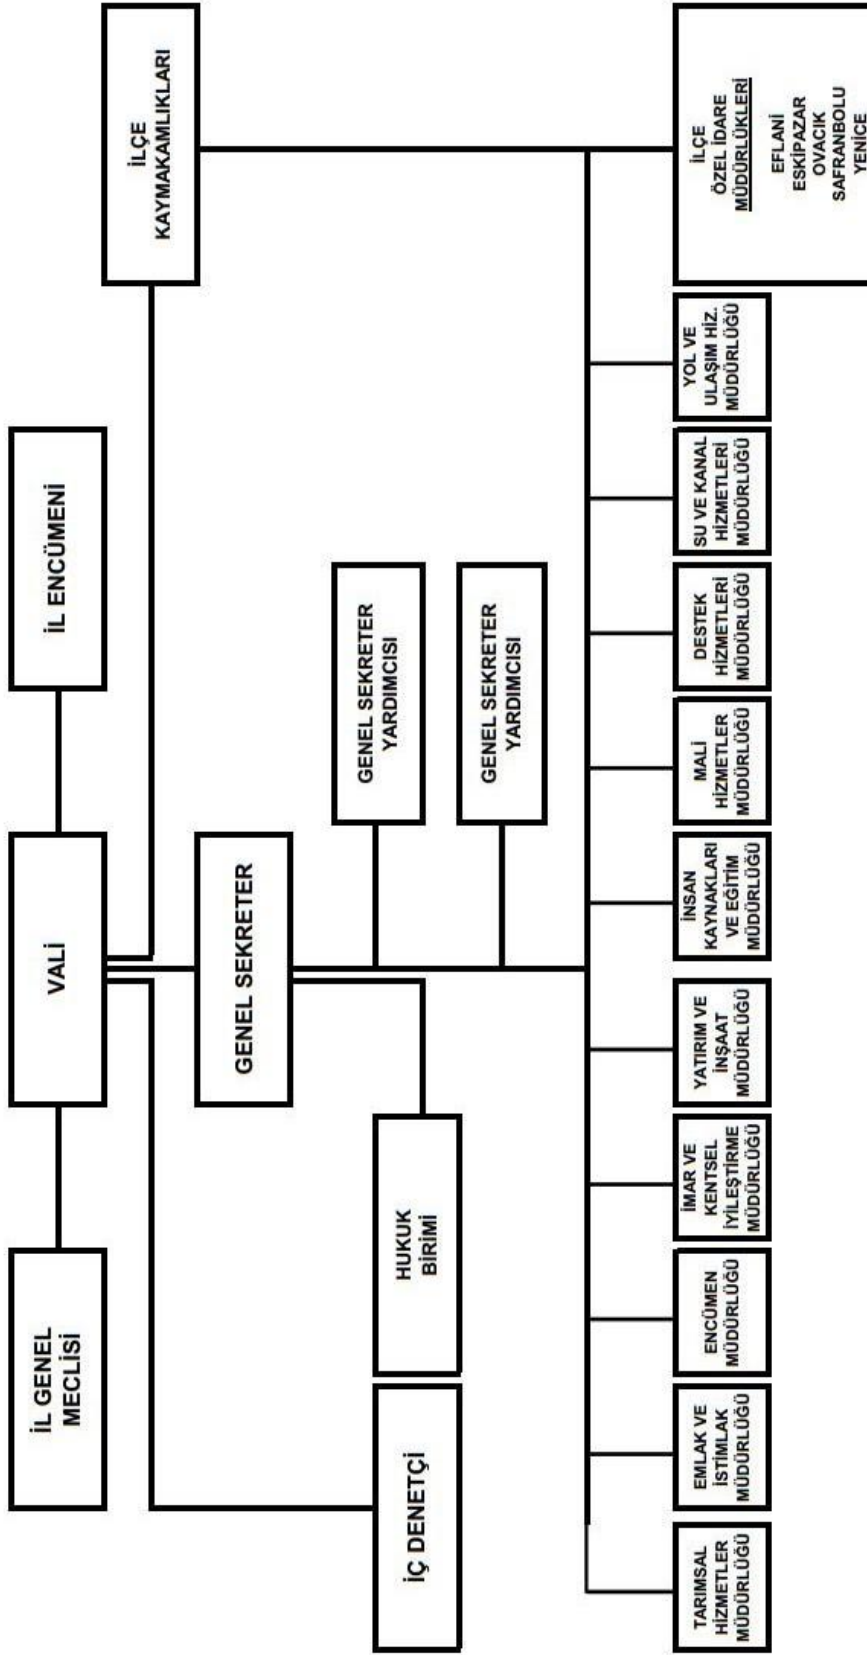 İL GENEL
MECLİSİ
VALİ
İL ENCÜMENİ
İLÇE
KAYMAKAMLIKLARI
GENEL SEKRETER
GENEL SEKRETER
YARDIMCISI
GENEL SEKRETER
YARDIMCISI
İÇ DENETÇİ
HUKUK
BİRİMİ
TARIMSAL
HİZMETLER
MÜDÜRLÜĞÜ
EMLAK VE
İSTİMLAK
MÜDÜRLÜĞÜ
ENCÜMEN
MÜDÜRLÜĞÜ
İMAR VE
KENTSEL
İYİLEŞTİRME
MÜDÜRLÜĞÜ
YATIRIM VE
İNŞAAT
MÜDÜRLÜĞÜ
İNSAN
KAYNAKLARI
VE EĞİTİM
MÜDÜRLÜĞÜ
MALİ
HİZMETLER
MÜDÜRLÜĞÜ
DESTEK
HİZMETLERİ
MÜDÜRLÜĞÜ
SU VE KANAL
HİZMETLERİ
MÜDÜRLÜĞÜ
YOL VE
ULAŞIM HİZ.
MÜDÜRLÜĞÜ
İLÇE
ÖZEL İDARE
MÜDÜRLÜKLERİ
EFLANİ
ESKİPAZAR
OVACIK
SAFRANBOLU
YENİCE